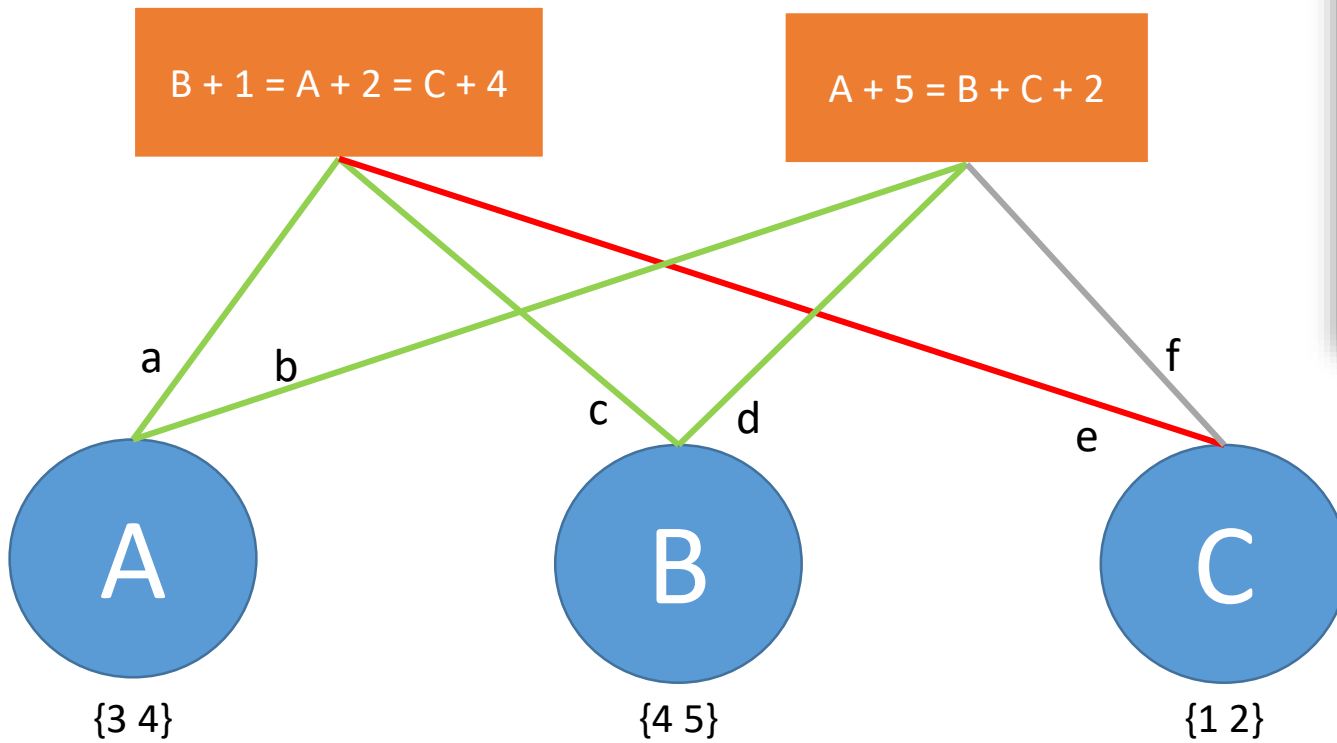 B + 1 = A + 2 = C + 4
A + 5 = B + C + 2
a
b
c
d
e
f
A
B
C
{3 4}
{4 5}
{1 2}